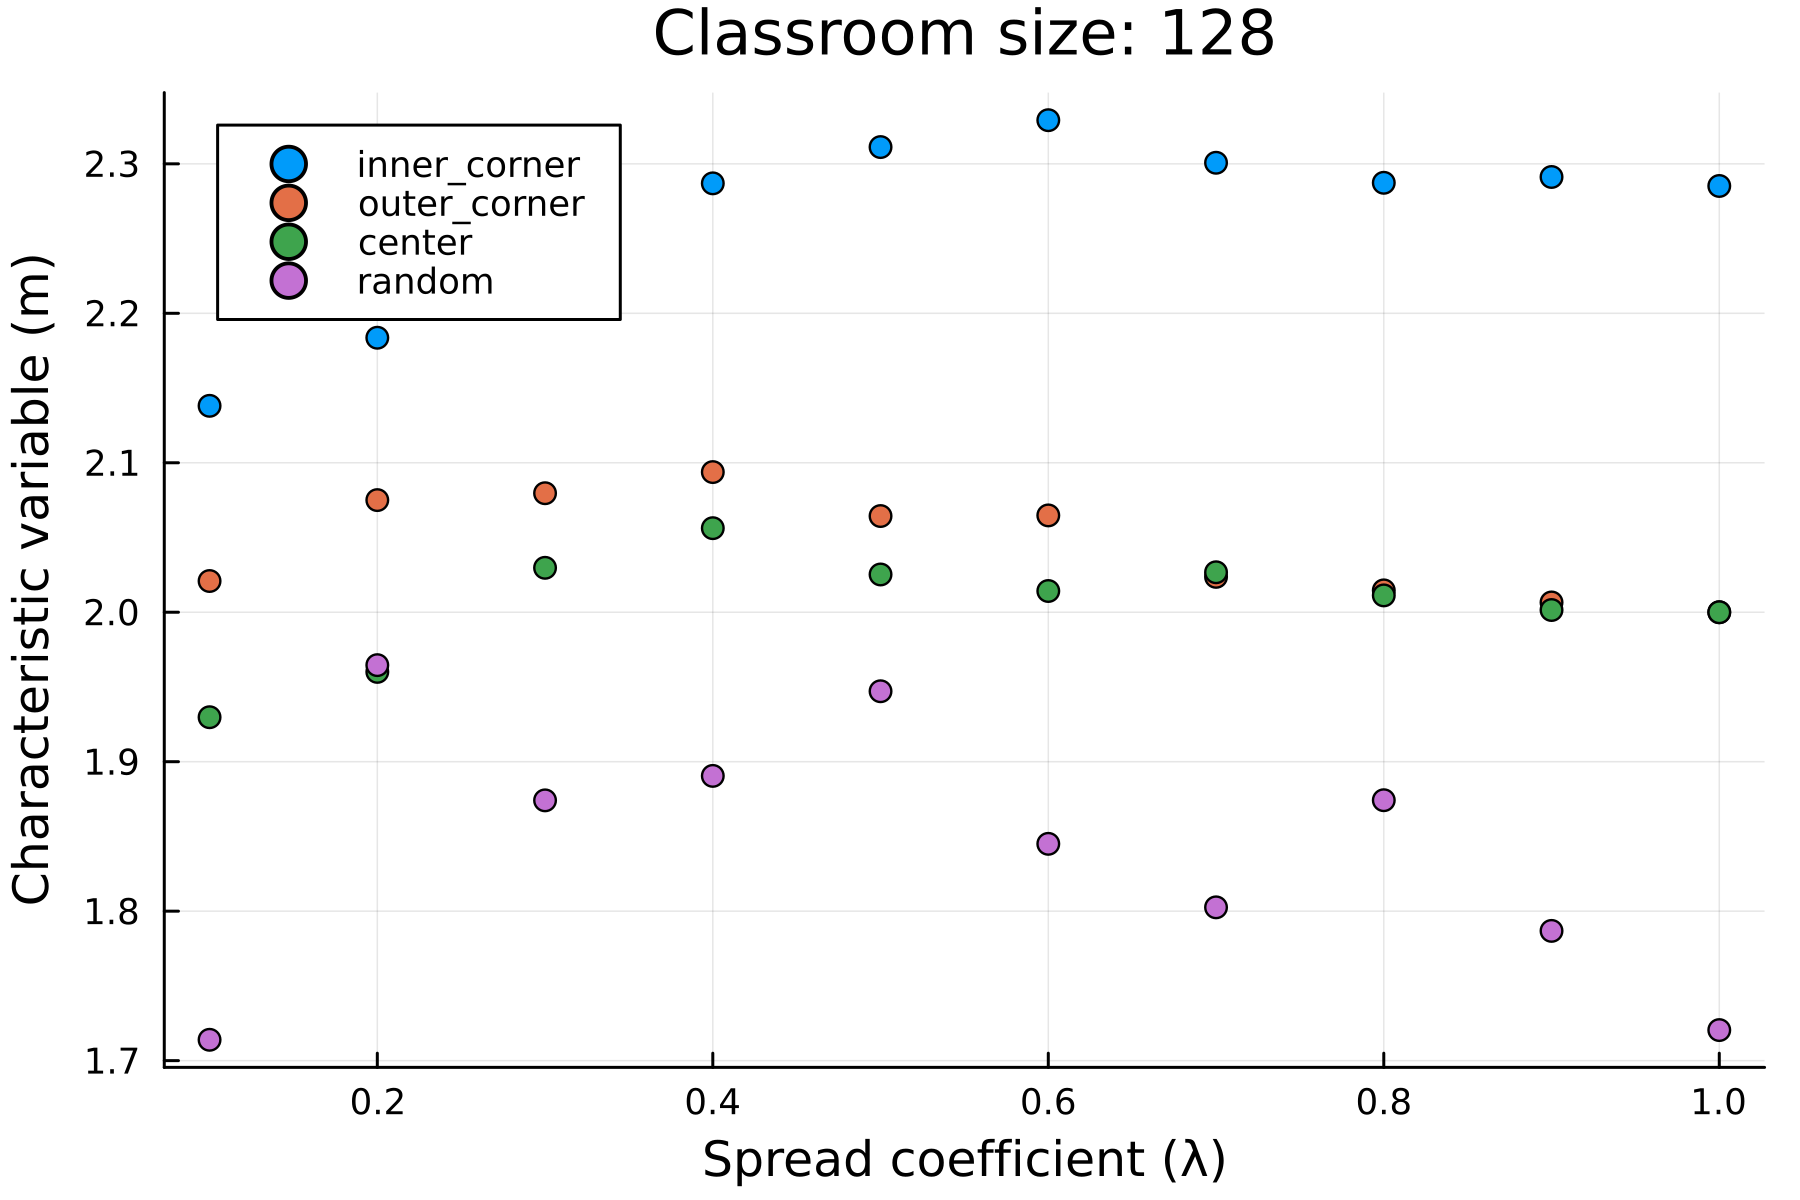 Classroom size: 128
inner_corner
outer_corner
center
random
Characteristic variable (m)
2.3
2.2
2.1
2.0
1.9
1.8
1.7
0.2 0.4 0.6 0.8 1.0
Spread coefficient (λ)